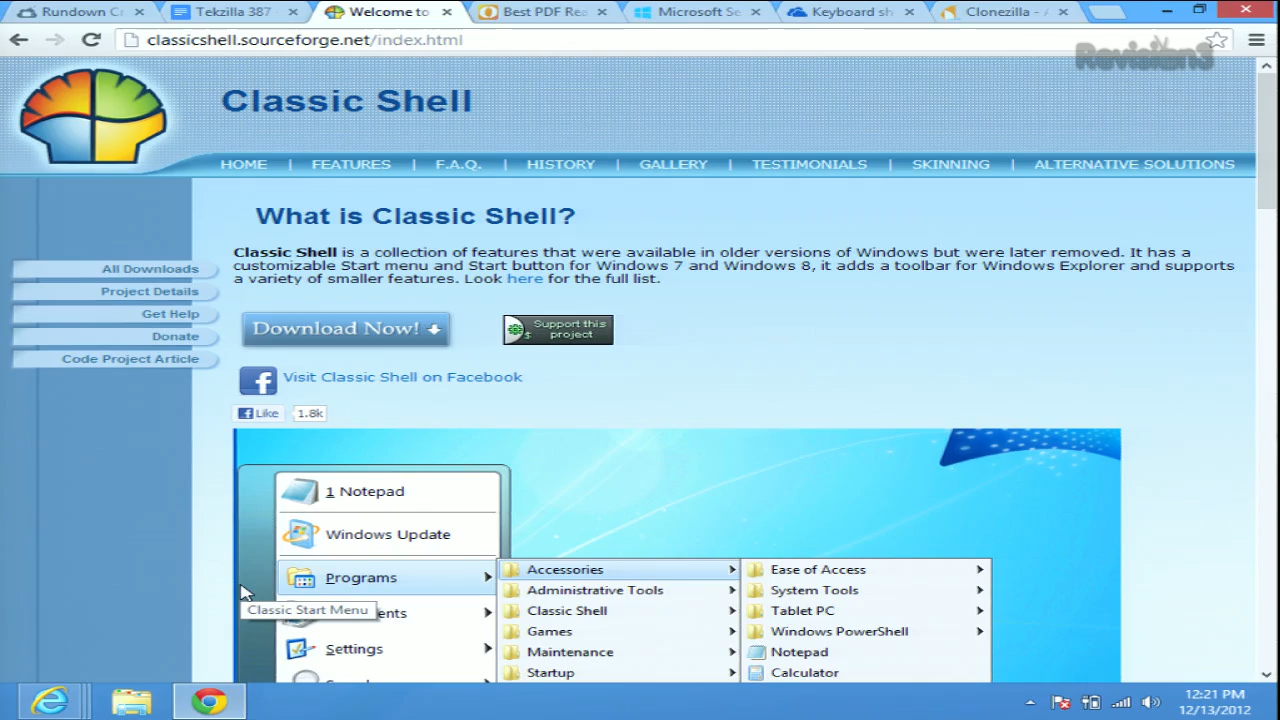 Rundown C
Tekzilla 387
Welcome to
Best PDF Rea
Microsoft Se
Keyboard sh
Clonezilla - A
classicshell.sourceforge.net/index.html
Revision3
Classic Shell
HOME | FEATURES | F.A.Q. | HISTORY | GALLERY | TESTIMONIALS | SKINNING | ALTERNATIVE SOLUTIONS
What is Classic Shell?
Classic Shell is a collection of features that were available in older versions of Windows but were later removed. It has a
customizable Start menu and Start button for Windows 7 and Windows 8, it adds a toolbar for Windows Explorer and supports
a variety of smaller features. Look here for the full list.
All Downloads
Project Details
Get Help
Donate
Code Project Article
Download Now!
Support this
project
Visit Classic Shell on Facebook
Like 1.8k
1 Notepad
Windows Update
Programs
Classic Start Menu
ents
Settings
Accessories
Administrative Tools
Classic Shell
Games
Maintenance
Startup
Ease of Access
System Tools
Tablet PC
Windows PowerShell
Notepad
Calculator
12:21 PM
12/13/2012